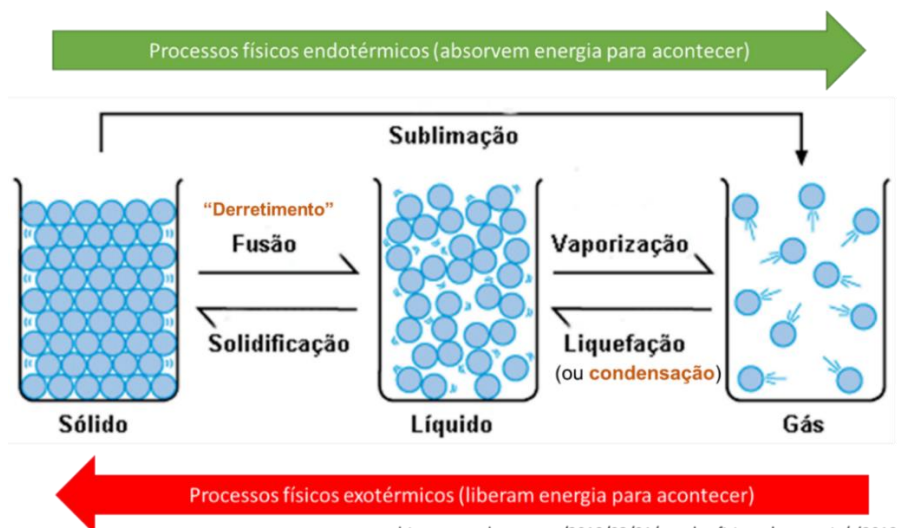 Processos físicos endotérmicos (absorvem energia para acontecer)
Sublimação
“Derretimento”
Fusão
Vaporização
Solidificação
Liquefação
(ou condensação)
Sólido
Líquido
Gás
Processos físicos exotérmicos (liberam energia para acontecer)